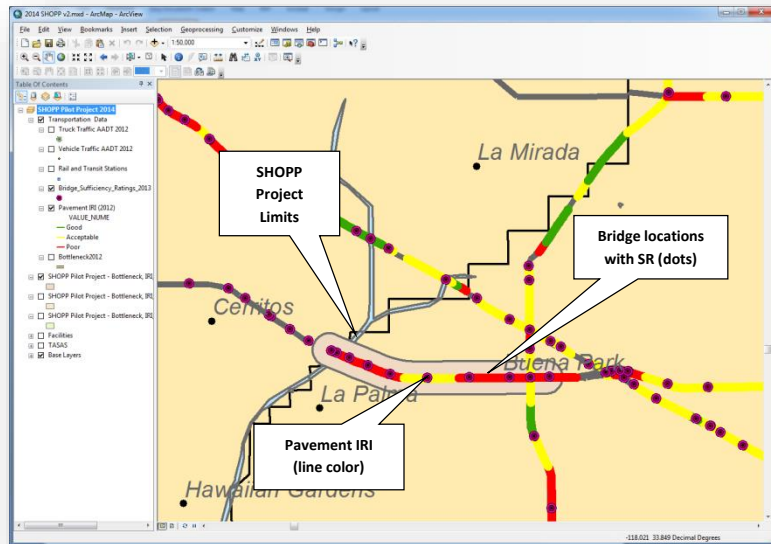 2014 SHOPP v2.mxd - ArcMap - ArcView
File Edit View Bookmarks Insert Selection Geoprocessing Customize Windows Help
1:50,000
Table Of Contents
SHOPP Pilot Project 2014
Transportation Data
Truck Traffic AADT 2012
Vehicle Traffic AADT 2012
Rail and Transit Stations
Bridge_Sufficiency_Ratings_2013
Pavement IRI (2012)
VALUE_NUME
Good
Acceptable
Poor
Bottleneck2012
SHOPP Pilot Project - Bottleneck, IRI
SHOPP Pilot Project - Bottleneck, IRI
SHOPP Pilot Project - Bottleneck, IRI
Facilities
TASAS
Base Layers
SHOPP
Project
Limits
La Mirada
Bridge locations
with SR (dots)
Cerritos
Buena Park
La Palma
Pavement IRI
(line color)
Hawaiian Gardens
-118.021 33.849 Decimal Degrees